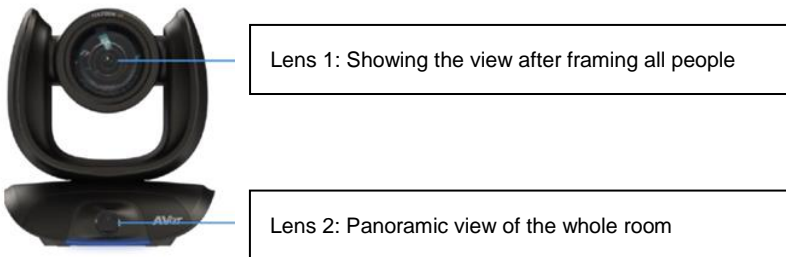 Lens 1: Showing the view after framing all people
AVer
Lens 2: Panoramic view of the whole room